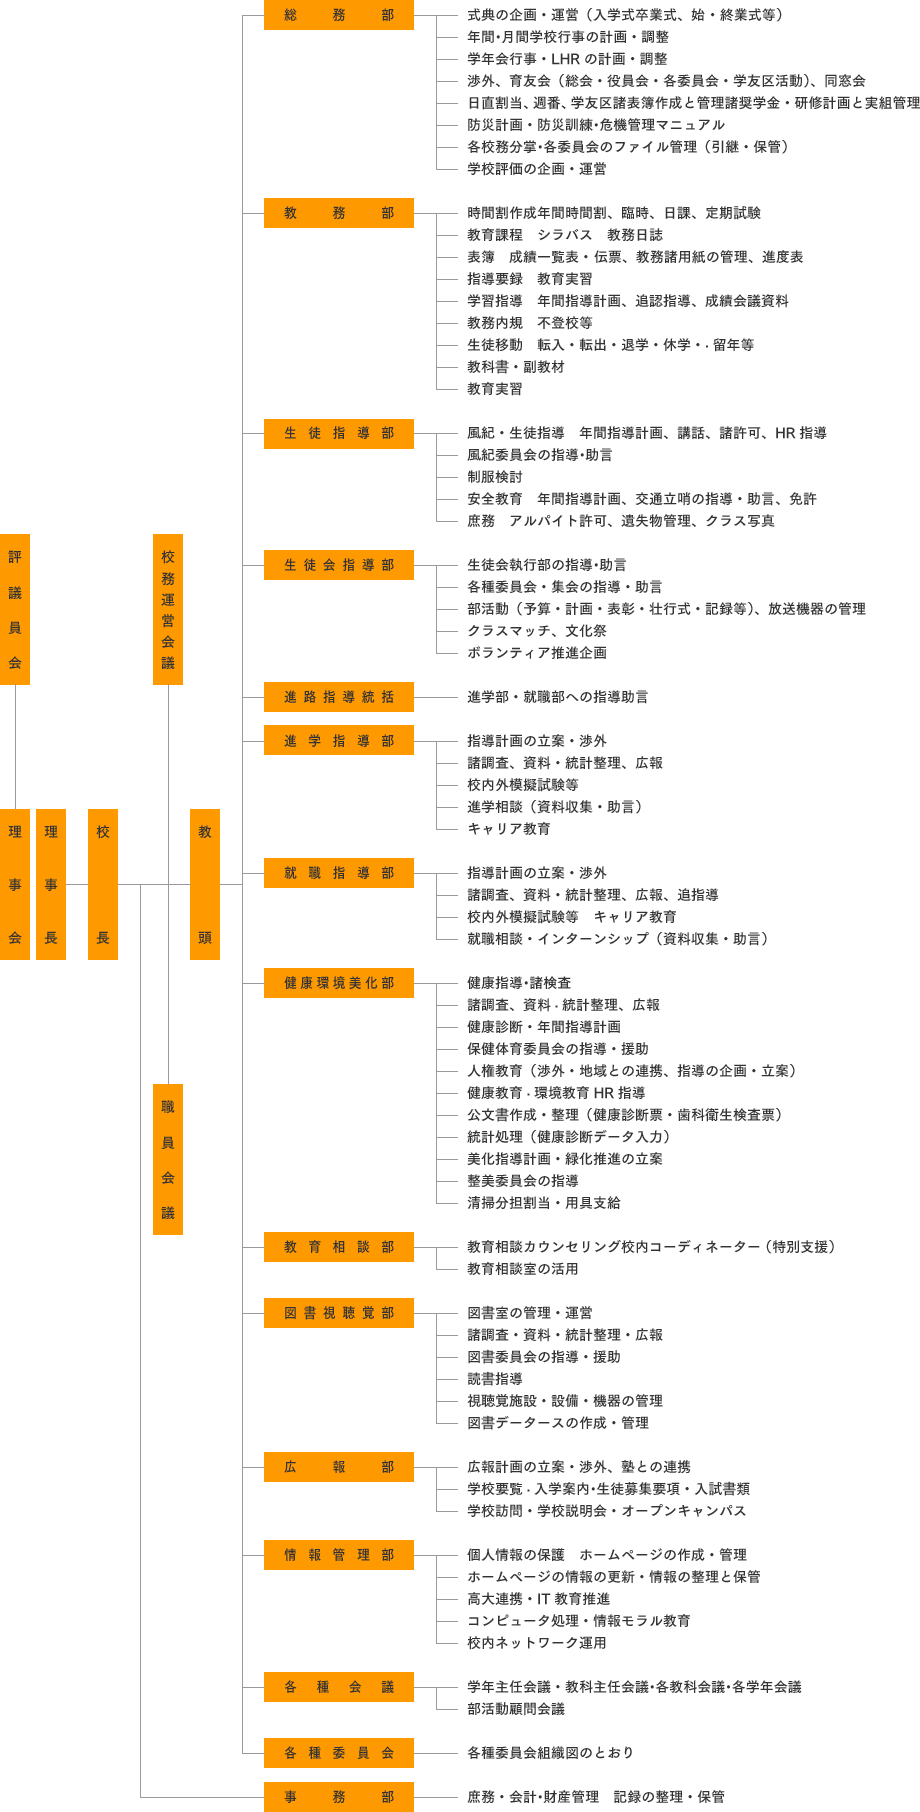 評議員会
理事会
理事長
校長
校務運営会議
職員会議
教頭
総務部
式典の企画・運営（入学式卒業式、始・終業式等）
年間・月間学校行事の計画・調整
学年会行事・LHR の計画・調整
渉外、育友会（総会・役員会・各委員会・学友区活動）、同窓会
日直割当、週番、学友区諸表簿作成と管理諸奨学金・研修計画と実組管理
防災計画・防災訓練・危機管理マニュアル
各校務分掌・各委員会のファイル管理（引継・保管）
学校評価の企画・運営
教務部
時間割作成年間時間割、臨時、日課、定期試験
教育課程　シラバス　教務日誌
表簿　成績一覧表・伝票、教務諸用紙の管理、進度表
指導要録　教育実習
学習指導　年間指導計画、追認指導、成績会議資料
教務内規　不登校等
生徒移動　転入・転出・退学・休学・・留年等
教科書・副教材
教育実習
生徒指導部
風紀・生徒指導　年間指導計画、講話、諸許可、HR 指導
風紀委員会の指導・助言
制服検討
安全教育　年間指導計画、交通立哨の指導・助言、免許
庶務　アルバイト許可、遺失物管理、クラス写真
生徒会指導部
生徒会執行部の指導・助言
各種委員会・集会の指導・助言
部活動（予算・計画・表彰・壮行式・記録等）、放送機器の管理
クラスマッチ、文化祭
ボランティア推進企画
進路指導統括
進学部・就職部への指導助言
進学指導部
指導計画の立案・渉外
諸調査、資料・統計整理、広報
校内外模擬試験等
進学相談（資料収集・助言）
キャリア教育
就職指導部
指導計画の立案・渉外
諸調査、資料・統計整理、広報、追指導
校内外模擬試験等　キャリア教育
就職相談・インターンシップ（資料収集・助言）
健康環境美化部
健康指導・諸検査
諸調査、資料・統計整理、広報
健康診断・年間指導計画
保健体育委員会の指導・援助
人権教育（渉外・地域との連携、指導の企画・立案）
健康教育・環境教育 HR 指導
公文書作成・整理（健康診断票・歯科衛生検査票）
統計処理（健康診断データ入力）
美化指導計画・緑化推進の立案
整美委員会の指導
清掃分担割当・用具支給
教育相談部
教育相談カウンセリング校内コーディネーター（特別支援）
教育相談室の活用
図書視聴覚部
図書室の管理・運営
諸調査・資料・統計整理・広報
図書委員会の指導・援助
読書指導
視聴覚施設・設備・機器の管理
図書データースの作成・管理
広報部
広報計画の立案・渉外、塾との連携
学校要覧・入学案内・生徒募集要項・入試書類
学校訪問・学校説明会・オープンキャンパス
情報管理部
個人情報の保護　ホームページの作成・管理
ホームページの情報の更新・情報の整理と保管
高大連携・IT 教育推進
コンピュータ処理・情報モラル教育
校内ネットワーク運用
各種会議
学年主任会議・教科主任会議・各教科会議・各学年会議
部活動顧問会議
各種委員会
各種委員会組織図のとおり
事務部
庶務・会計・財産管理　記録の整理・保管